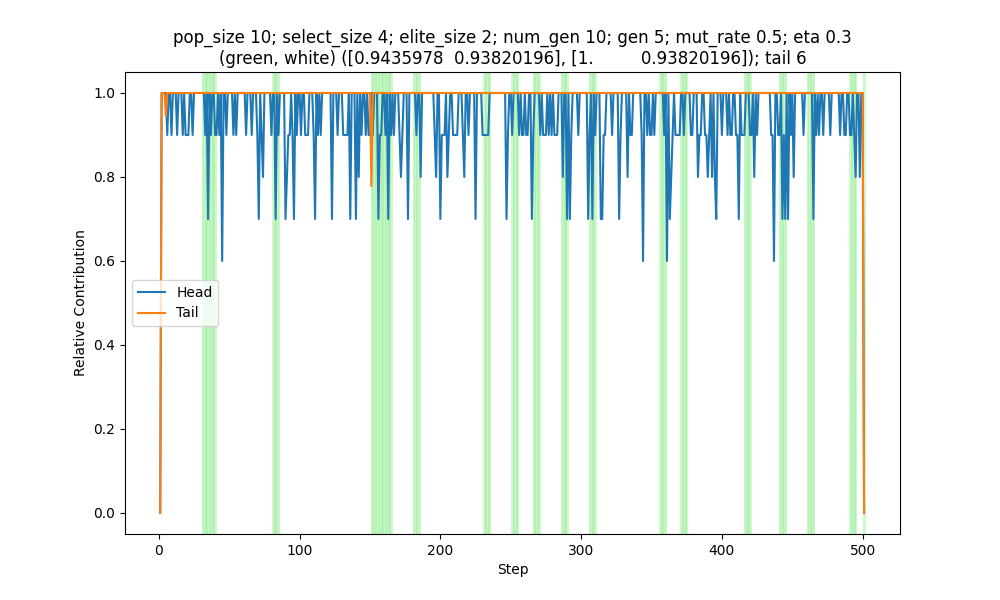 pop_size 10; select_size 4; elite_size 2; num_gen 10; gen 5; mut_rate 0.5; eta 0.3
(green, white) ([0.9435978  0.93820196], [1.         0.93820196]); tail 6
1.0
0.8
0.6
0.4
0.2
0.0
Relative Contribution
Head
Tail
0
100
200
300
400
500
Step